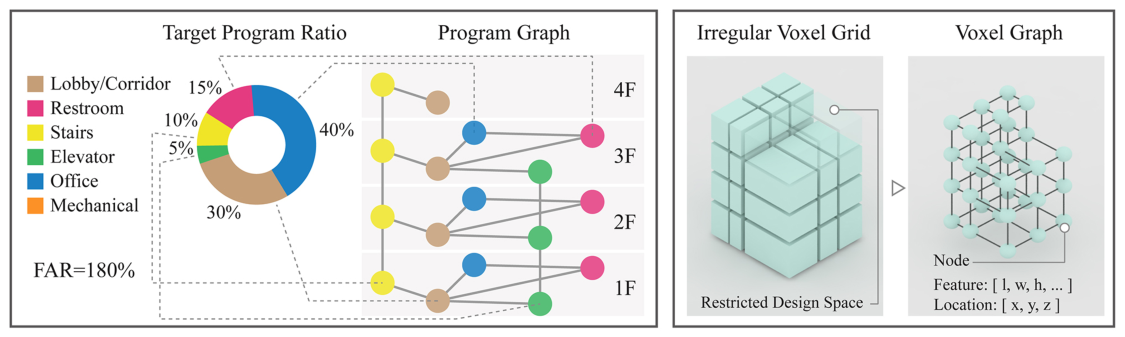 Target Program Ratio
Program Graph
Lobby/Corridor
Restroom
Stairs
Elevator
Office
Mechanical
15%
10%
5%
40%
30%
FAR=180%
4F
3F
2F
1F
Irregular Voxel Grid
Voxel Graph
Restricted Design Space
Node
Feature: [ l, w, h, ... ]
Location: [ x, y, z ]